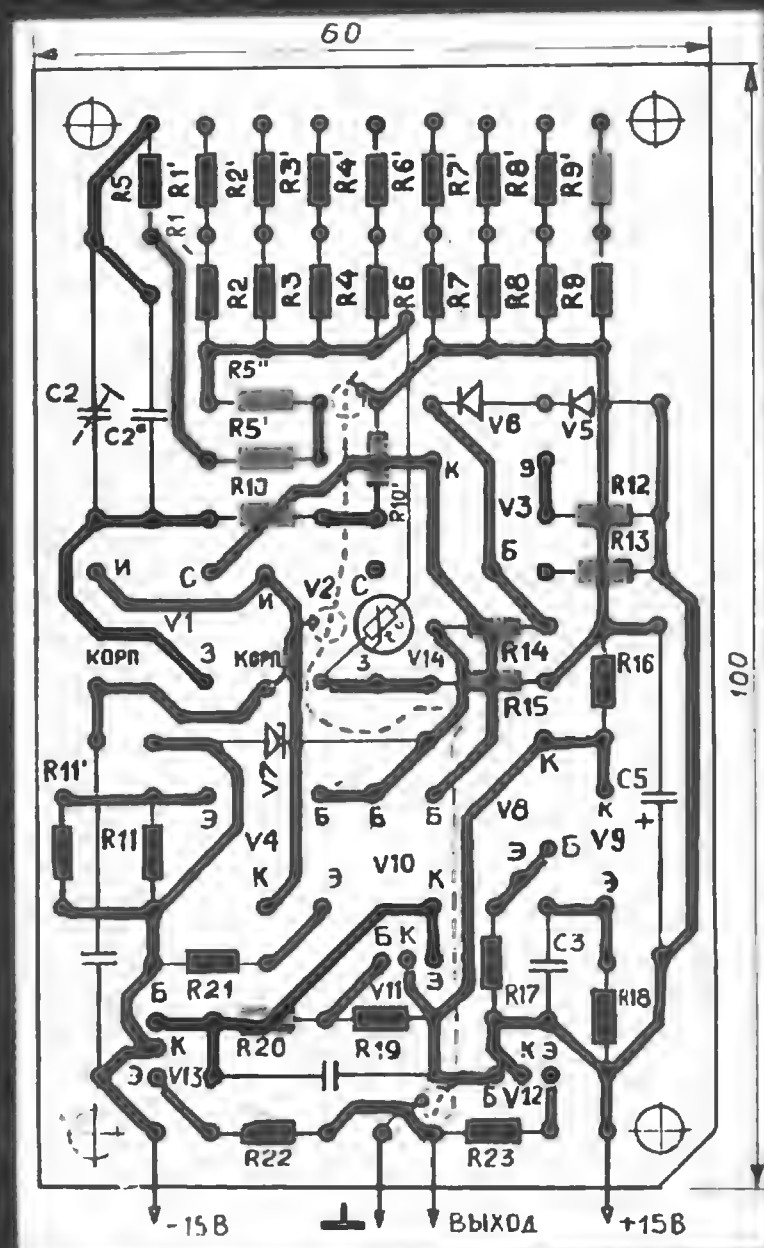 60
R5 R1' R2' R3' R4' R6' R7' R8' R9'
R1
R2 R3 R4 R6 R7 R8 R9
R5"
C2
C2*
R5'
V6 V5
R10
R10'
К
Э
V3
R12
R13
И С
V1
И
V2
С
Б
З
V14
R14
КОРП
З
КОРП
R15
R16
100
V7
R11'
К
C5
+
R11
Э
V4
Б Б Б
V8
К
V9
Э Б
К
Э
V10
К
Э
Б К
Э
C3
Б
R21
V11
R17
R18
R20
R19
К
Э V13
К Э
Б V12
R22
R23
-15В
ВЫХОД
+15В